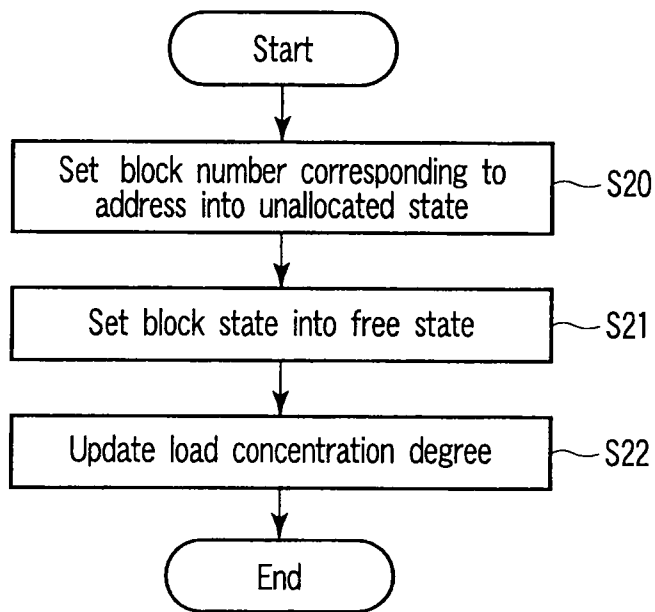 Start
Set block number corresponding to
address into unallocated state
S20
Set block state into free state
S21
Update load concentration degree
S22
End